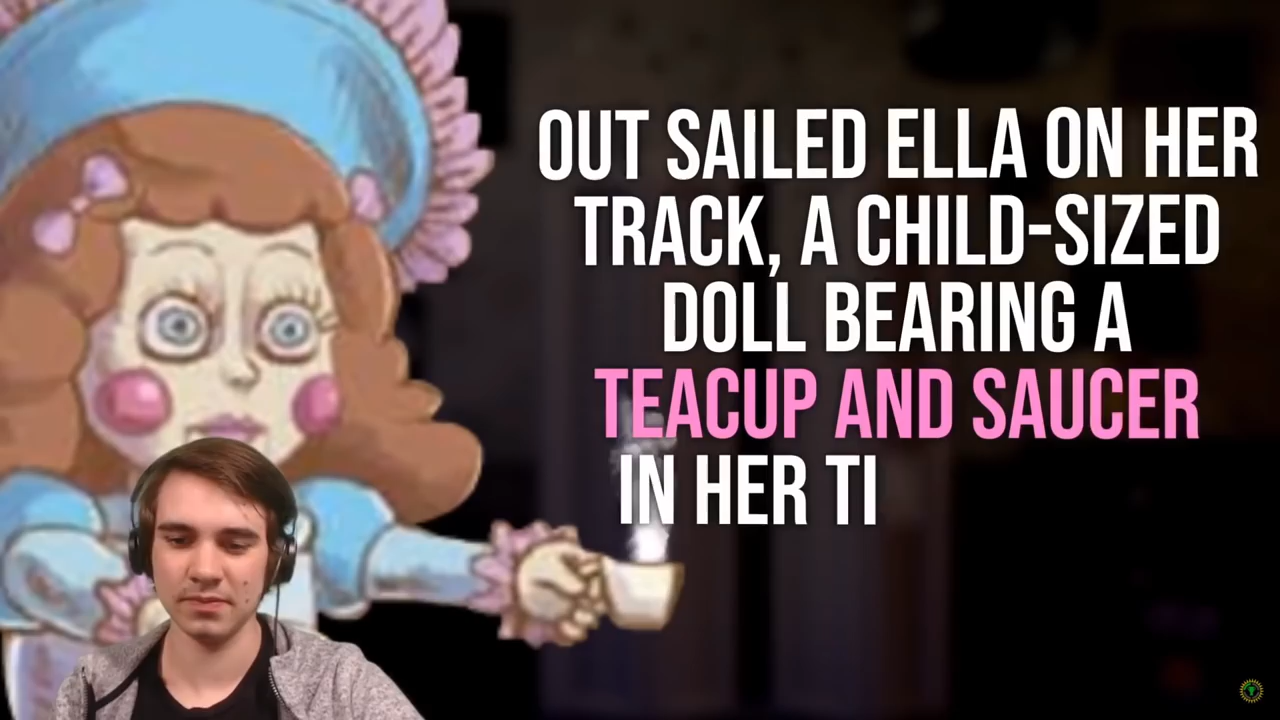 OUT SAILED ELLA ON HER
TRACK, A CHILD-SIZED
DOLL BEARING A
TEACUP AND SAUCER
IN HER TI